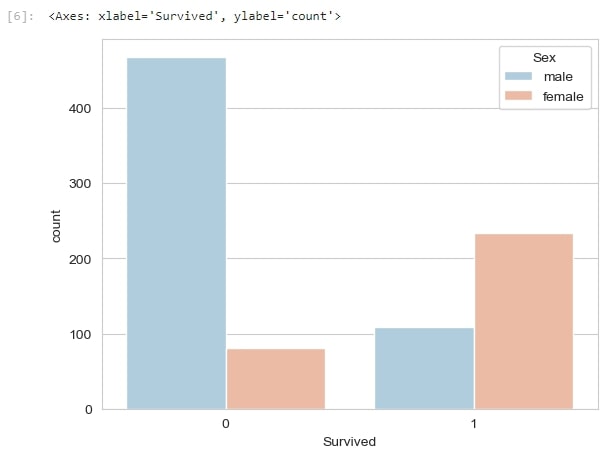 [6]: <Axes: xlabel='Survived', ylabel='count'>
Sex
male
female
400
300
200
100
0
count
0 1
Survived